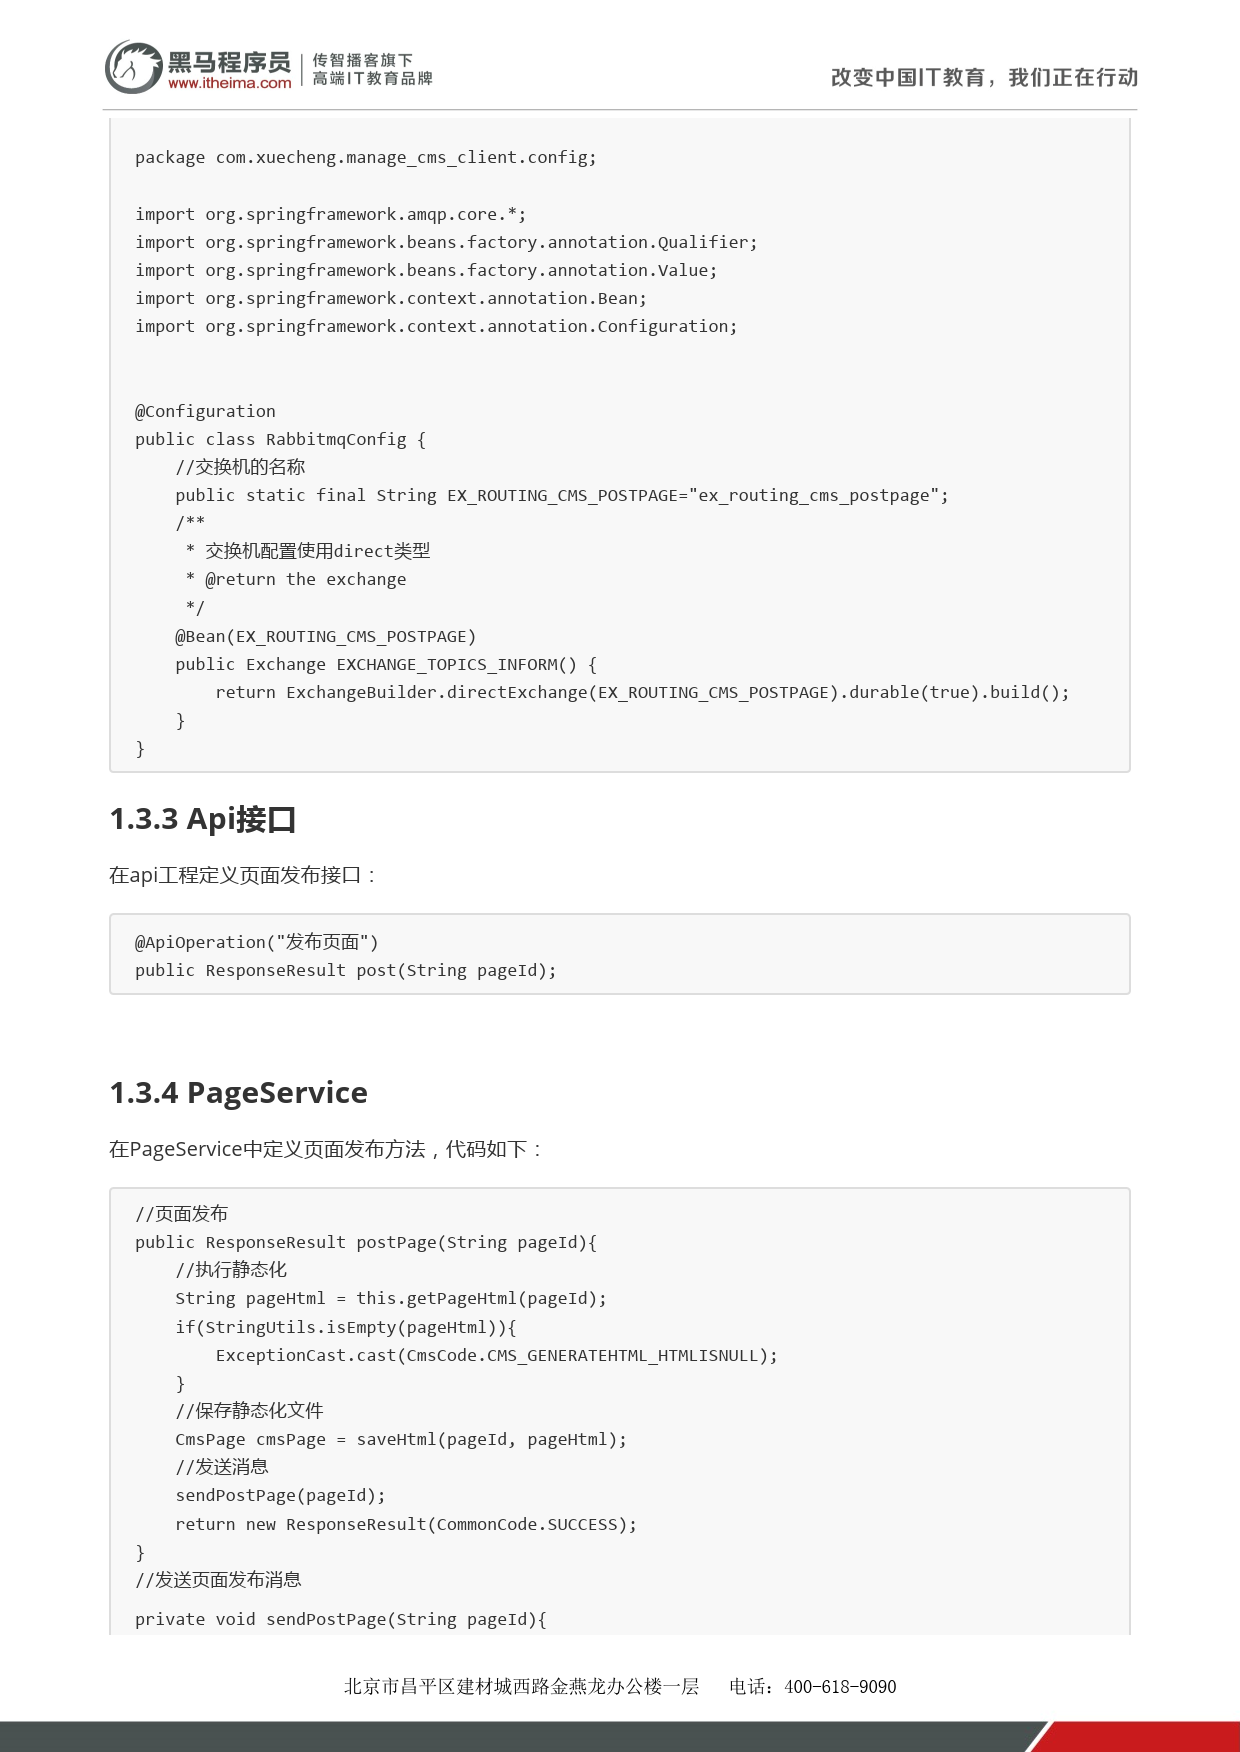 黑马程序员
www.itheima.com
传智播客旗下
高端IT教育品牌
改变中国IT教育，我们正在行动
package com.xuecheng.manage_cms_client.config;
import org.springframework.amqp.core.*;
import org.springframework.beans.factory.annotation.Qualifier;
import org.springframework.beans.factory.annotation.Value;
import org.springframework.context.annotation.Bean;
import org.springframework.context.annotation.Configuration;
@Configuration
public class RabbitmqConfig {
    //交换机的名称
    public static final String EX_ROUTING_CMS_POSTPAGE="ex_routing_cms_postpage";
    /**
     * 交换机配置使用direct类型
     * @return the exchange
     */
    @Bean(EX_ROUTING_CMS_POSTPAGE)
    public Exchange EXCHANGE_TOPICS_INFORM() {
        return ExchangeBuilder.directExchange(EX_ROUTING_CMS_POSTPAGE).durable(true).build();
    }
}
1.3.3 Api接口
在api工程定义页面发布接口：
@ApiOperation("发布页面")
public ResponseResult post(String pageId);
1.3.4 PageService
在PageService中定义页面发布方法，代码如下：
//页面发布
public ResponseResult postPage(String pageId){
    //执行静态化
    String pageHtml = this.getPageHtml(pageId);
    if(StringUtils.isEmpty(pageHtml)){
        ExceptionCast.cast(CmsCode.CMS_GENERATEHTML_HTMLISNULL);
    }
    //保存静态化文件
    CmsPage cmsPage = saveHtml(pageId, pageHtml);
    //发送消息
    sendPostPage(pageId);
    return new ResponseResult(CommonCode.SUCCESS);
}
//发送页面发布消息
private void sendPostPage(String pageId){
北京市昌平区建材城西路金燕龙办公楼一层 电话：400-618-9090